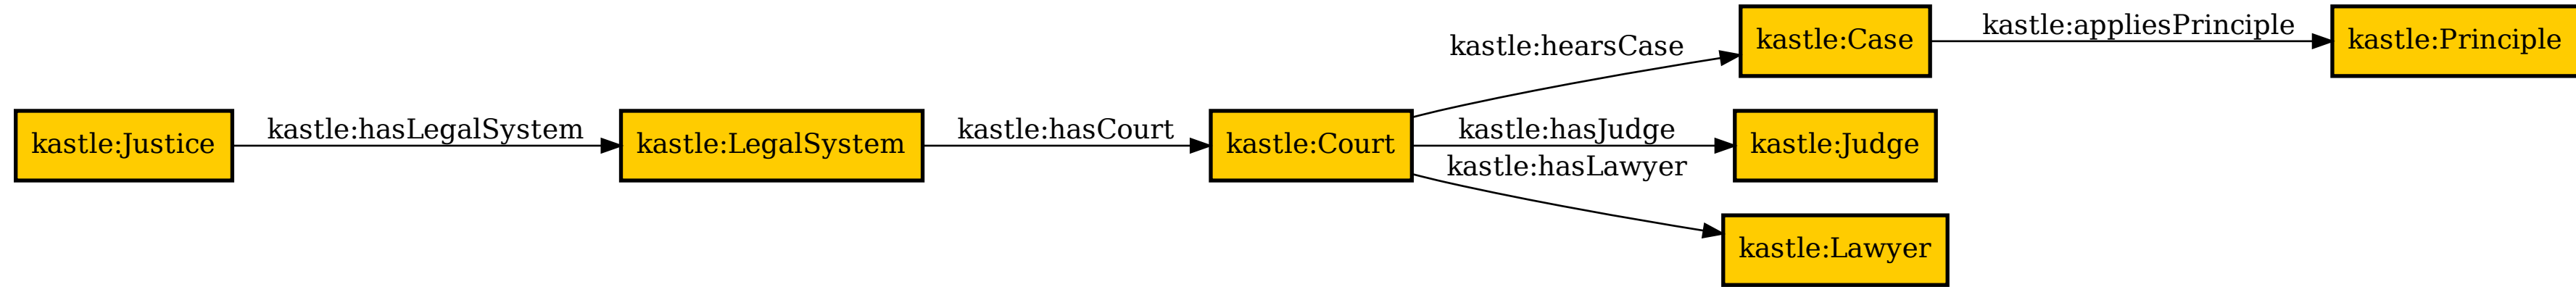 kastle:Justice
kastle:hasLegalSystem
kastle:LegalSystem
kastle:hasCourt
kastle:Court
kastle:hearsCase
kastle:Case
kastle:appliesPrinciple
kastle:Principle
kastle:hasJudge
kastle:Judge
kastle:hasLawyer
kastle:Lawyer